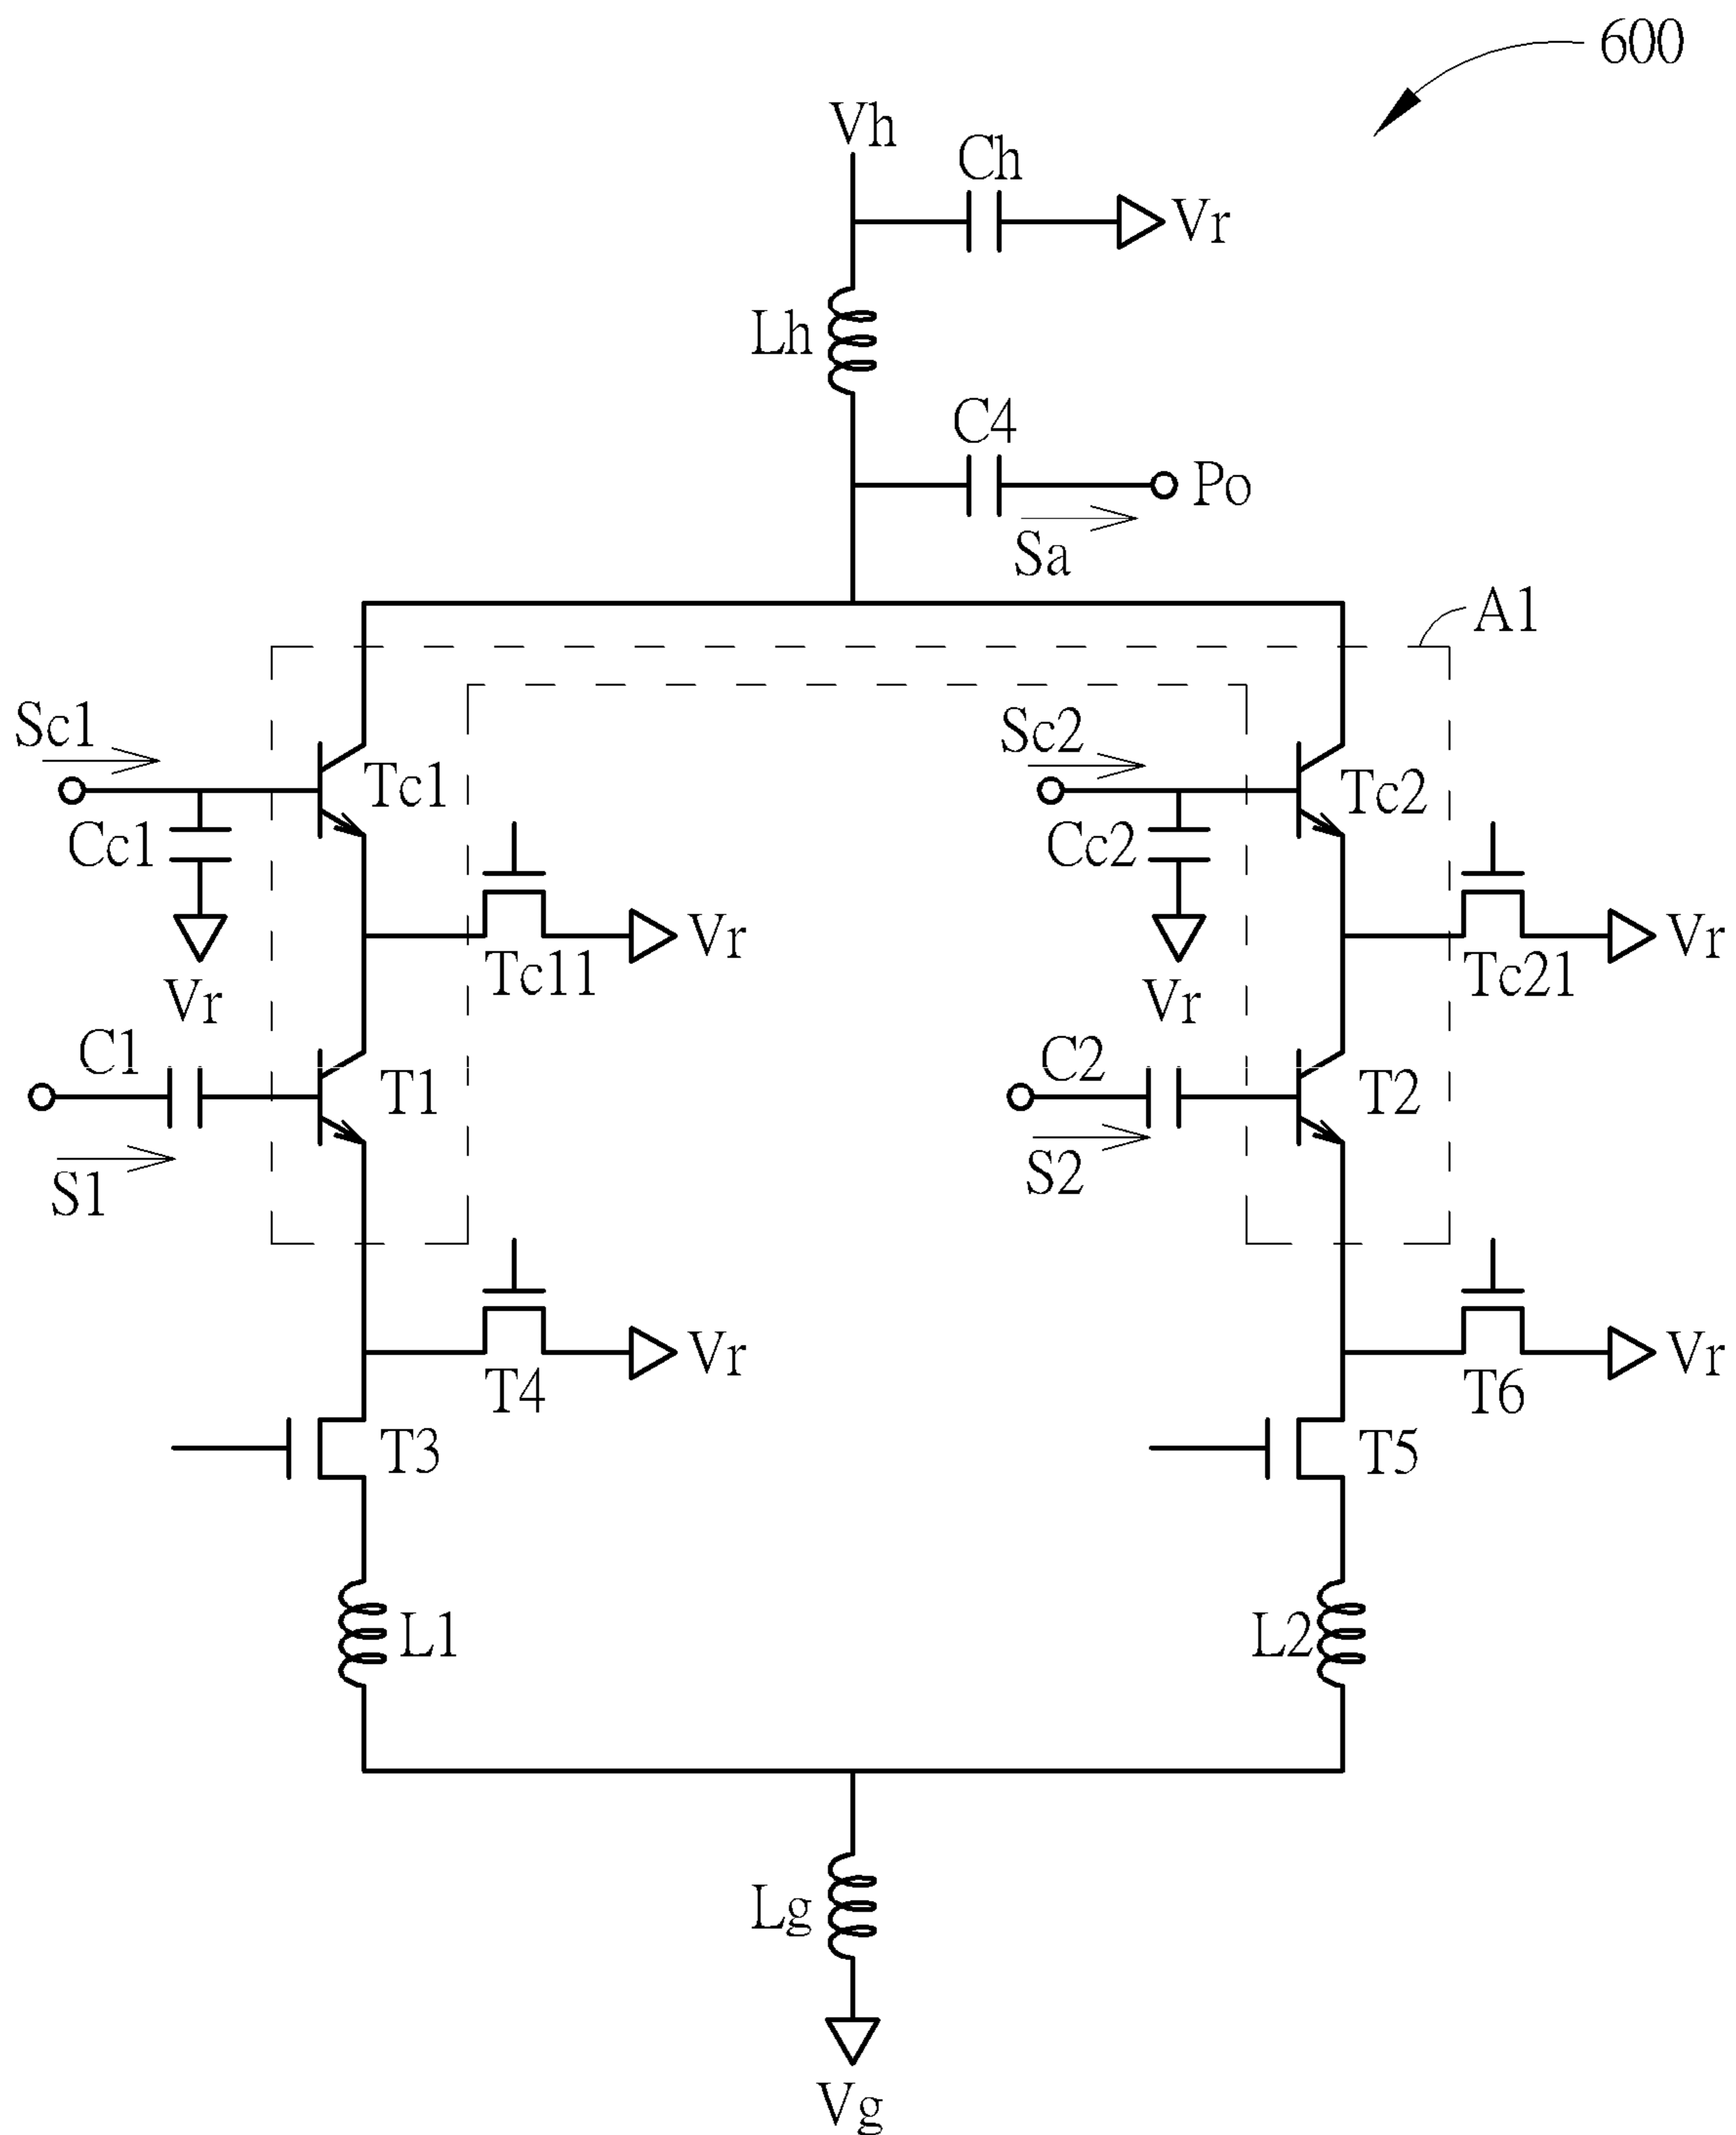 600
Vh
Ch
Vr
Lh
C4
Po
Sa
A1
Sc1
Tc1
Sc2
Tc2
Cc1
Cc2
Vr
Vr
Tc11
Tc21
Vr
Vr
C1
C2
T1
T2
S1
S2
Vr
Vr
T4
T6
T3
T5
L1
L2
Lg
Vg